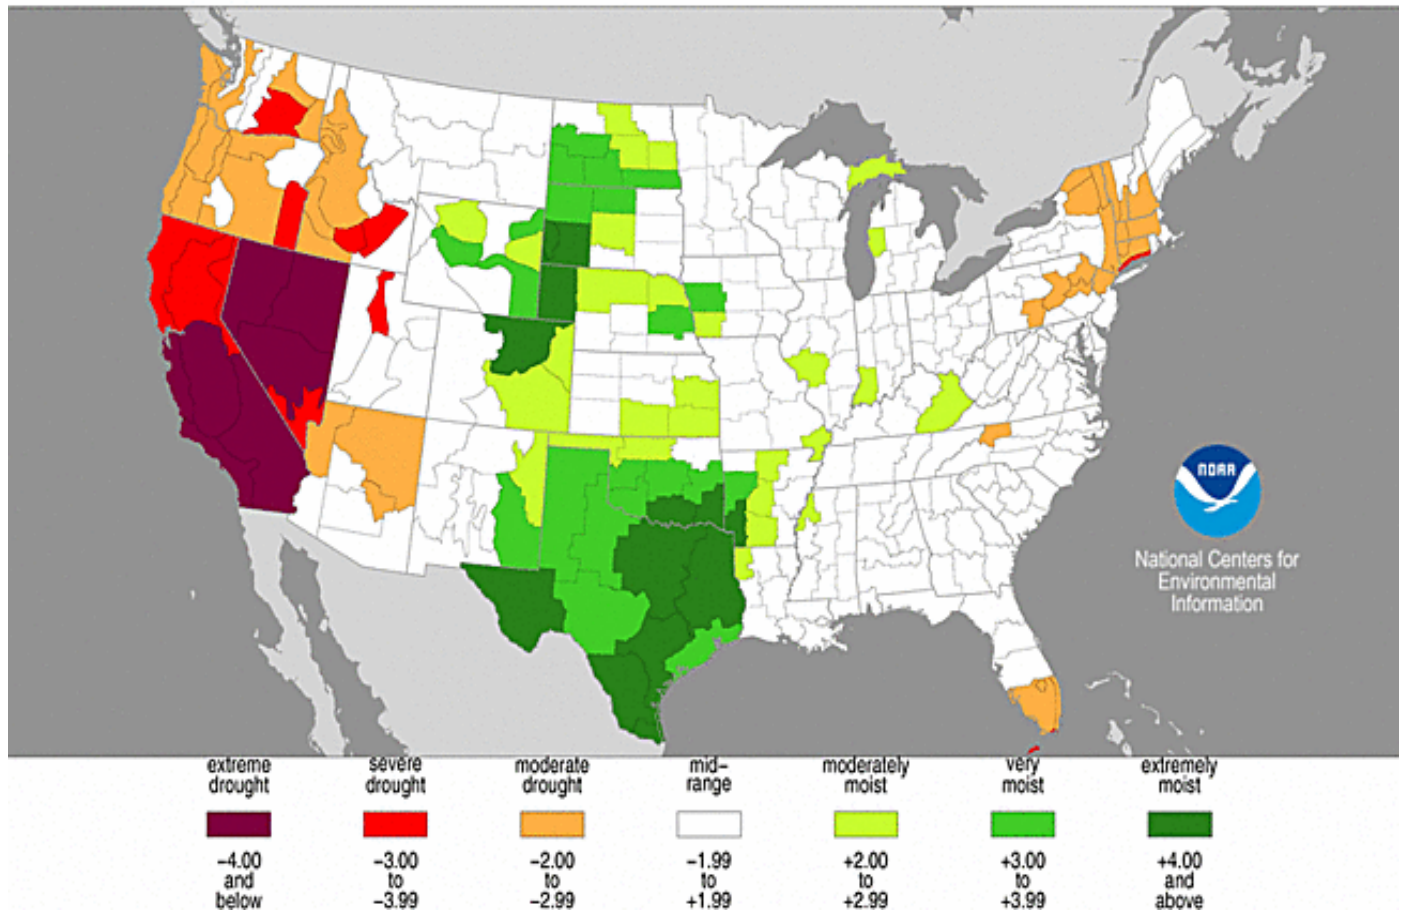 NOAA
National Centers for
Environmental
Information
extreme severe moderate mid– moderately very extremely
drought drought drought range moist moist moist
–4.00 –3.00 –2.00 –1.99 +2.00 +3.00 +4.00
and to to to to to and
below –3.99 –2.99 +1.99 +2.99 +3.99 above